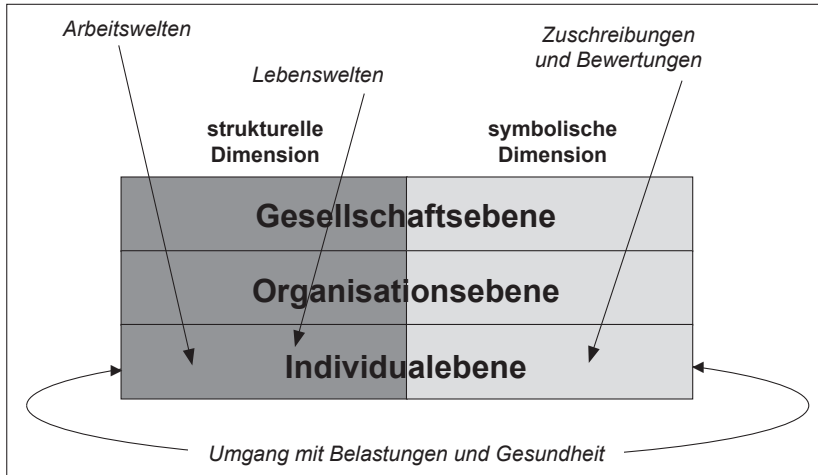 Arbeitswelten
Zuschreibungen
und Bewertungen
Lebenswelten
strukturelle
Dimension
symbolische
Dimension
Gesellschaftsebene
Organisationsebene
Individualebene
Umgang mit Belastungen und Gesundheit